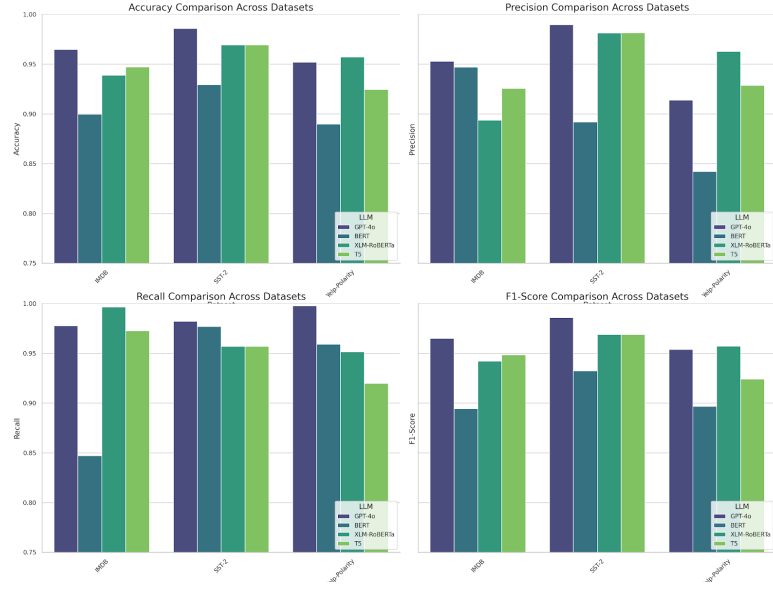 Accuracy Comparison Across Datasets
1.00
0.95
0.90
0.85
0.80
0.75
Accuracy
LLM
GPT-4o
BERT
XLM-RoBERTa
T5
IMDB
SST-2
Yelp-Polarity
Precision Comparison Across Datasets
Precision
LLM
GPT-4o
BERT
XLM-RoBERTa
T5
IMDB
SST-2
Yelp-Polarity
Recall Comparison Across Datasets
1.00
0.95
0.90
0.85
0.80
0.75
Recall
LLM
GPT-4o
BERT
XLM-RoBERTa
T5
IMDB
SST-2
lp-Polarity
F1-Score Comparison Across Datasets
F1-Score
LLM
GPT-4o
BERT
XLM-RoBERTa
T5
IMDB
SST-2
lp-Polarity